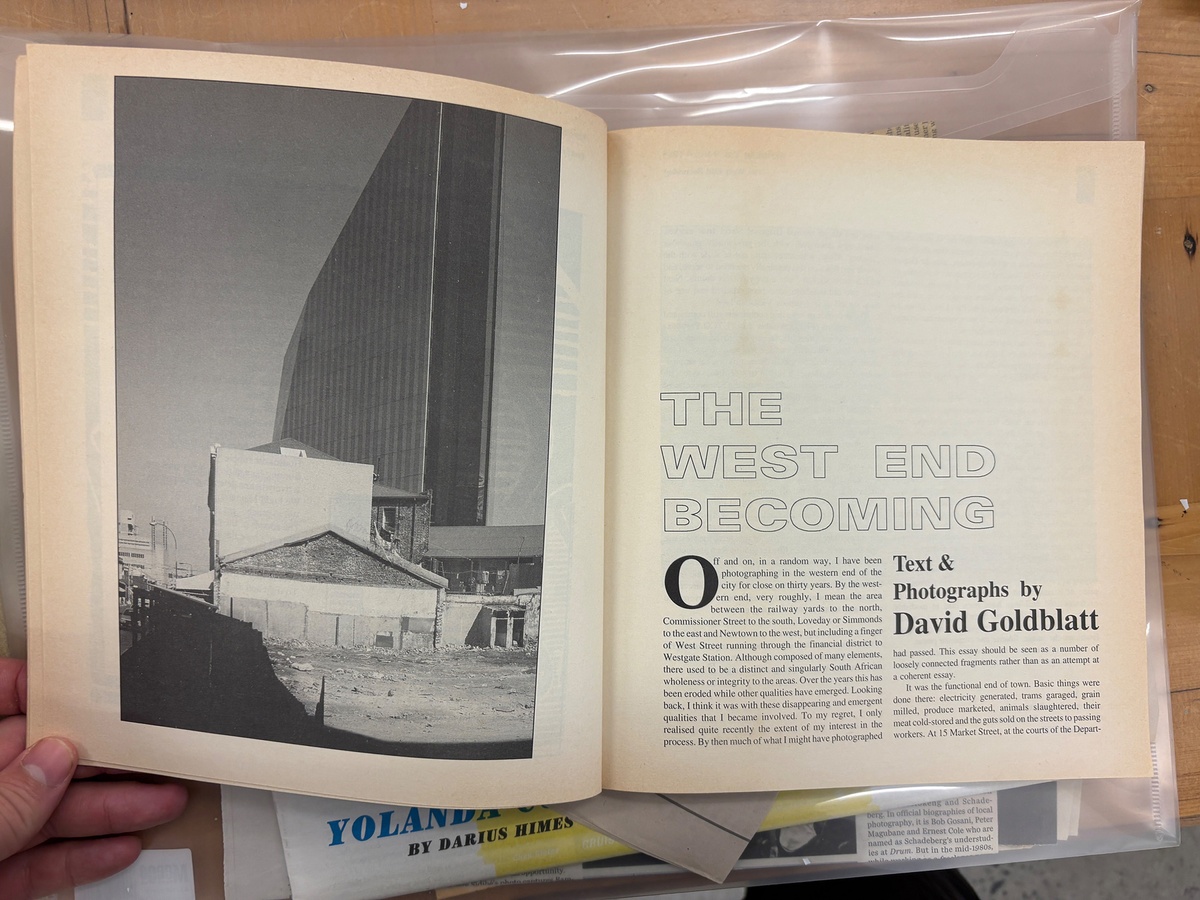 THE
WEST END
BECOMING
Off and on, in a random way, I have been
photographing in the western end of the
city for close on thirty years. By the west-
ern end, very roughly, I mean the area
between the railway yards to the north,
Commissioner Street to the south, Loveday or Simmonds
to the east and Newtown to the west, but including a finger
of West Street running through the financial district to
Westgate Station. Although composed of many elements,
there used to be a distinct and singularly South African
wholeness or integrity to the areas. Over the years this has
been eroded while other qualities have emerged. Looking
back, I think it was with these disappearing and emergent
qualities that I became involved. To my regret, I only
realised quite recently the extent of my interest in the
process. By then much of what I might have photographed
Text &
Photographs by
David Goldblatt
had passed. This essay should be seen as a number of
loosely connected fragments rather than as an attempt at
a coherent essay.
It was the functional end of town. Basic things were
done there: electricity generated, trams garaged, grain
milled, produce marketed, animals slaughtered, their
meat cold-stored and the guts sold on the streets to passing
workers. At 15 Market Street, at the courts of the Depart-
YOLANDA
BY DARIUS HIMES
and Schade-
berg. In official biographies of local
photography, it is Bob Gosani, Peter
Magubane and Ernest Cole who are
named as Schadeberg's understud-
ies at Drum. But in the mid-1980s,